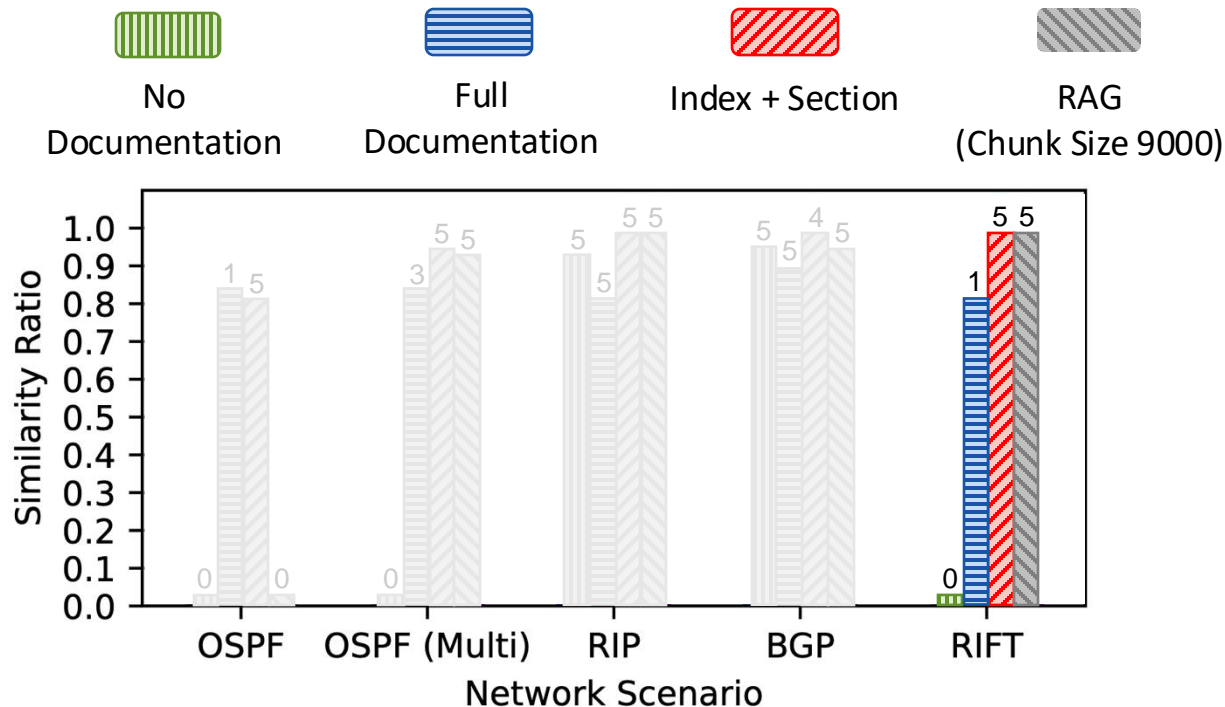 No
Documentation
Full
Documentation
Index + Section
RAG
(Chunk Size 9000)
Similarity Ratio
1.0
0.9
0.8
0.7
0.6
0.5
0.4
0.3
0.2
0.1
0.0
0 1 5 0
0 3 5 5
5 5 5 5
5 5 4 5
0 1 5 5
OSPF
OSPF (Multi)
RIP
BGP
RIFT
Network Scenario